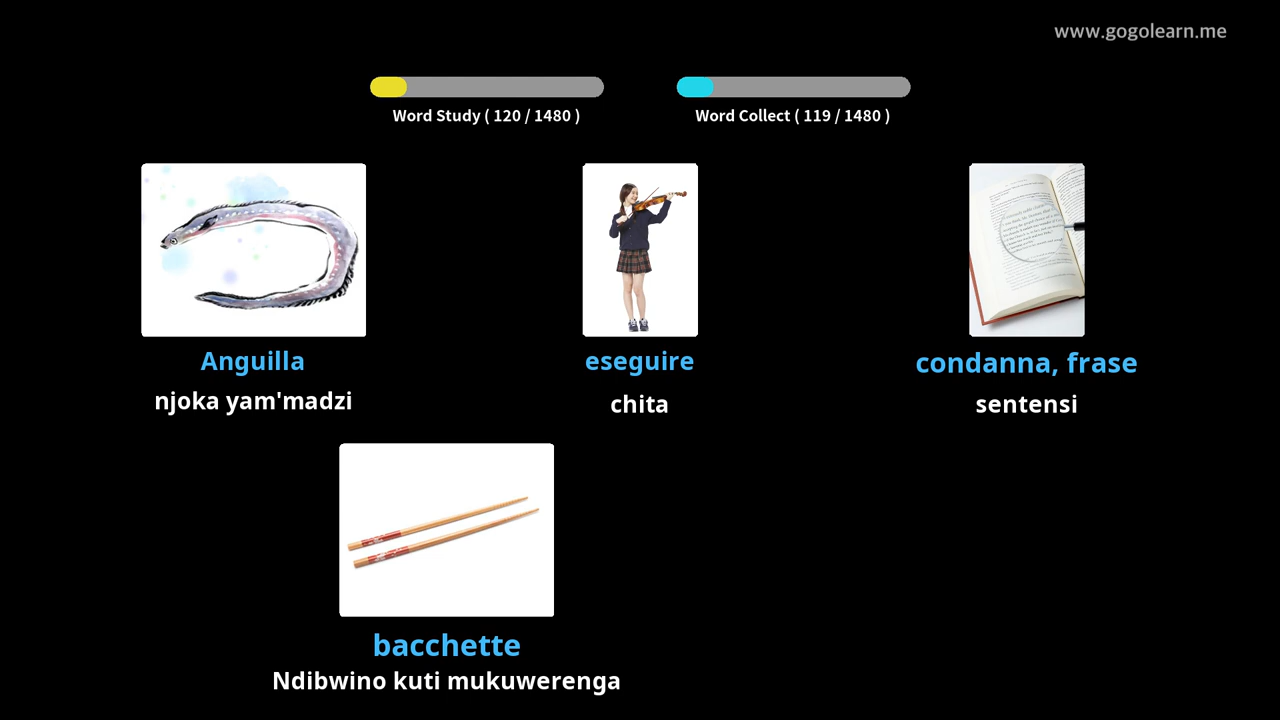 www.gogolearn.me
Word Study ( 120 / 1480 )
Word Collect ( 119 / 1480 )
Anguilla
njoka yam'madzi
eseguire
chita
condanna, frase
sentensi
bacchette
Ndibwino kuti mukuwerenga